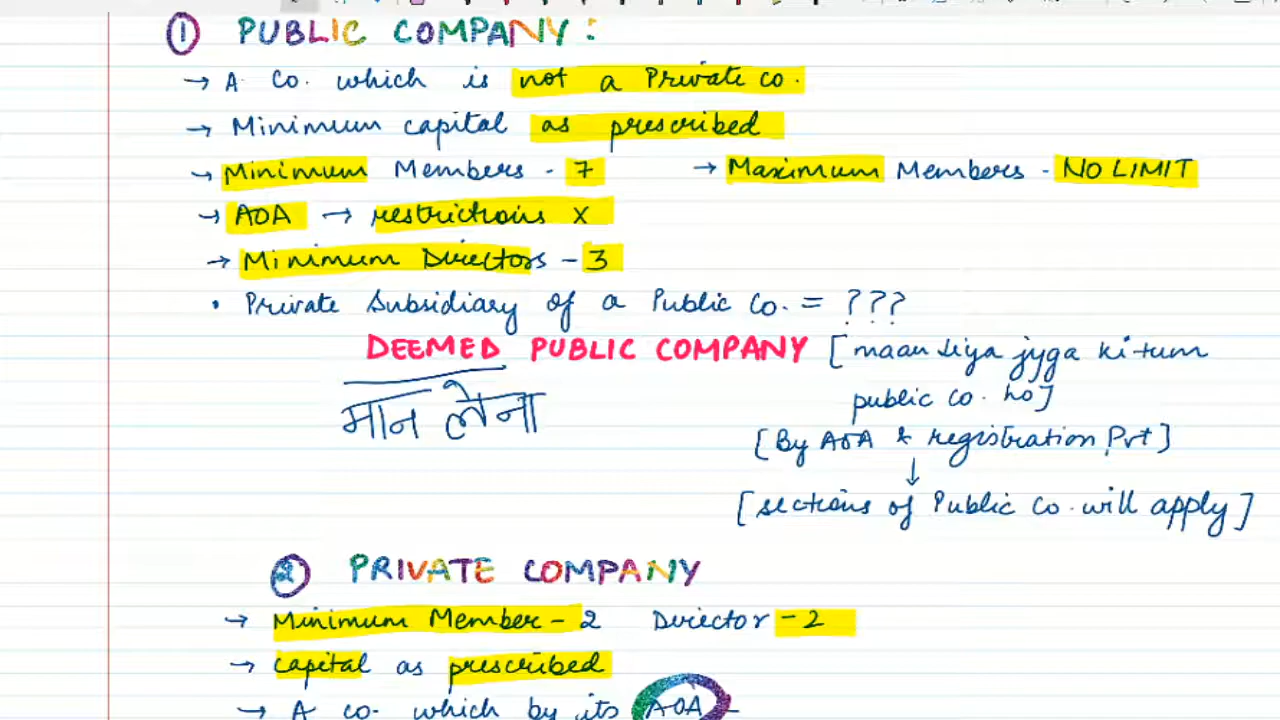 ① PUBLIC COMPANY:
→ A Co. which is not a Private co.
→ Minimum capital as prescribed
→ Minimum Members - 7 → Maximum Members - NO LIMIT
→ AOA → restrictions X
→ Minimum Directors - 3
• Private Subsidiary of a Public Co. = ???
DEEMED PUBLIC COMPANY [maan liya jyga ki tum
public co. ho]
मान लेना
[By AOA & registration Pvt]
↓
[sections of Public Co. will apply]
② PRIVATE COMPANY
→ Minimum Member - 2 Director - 2
→ capital as prescribed
→ A co. which by its AOA -